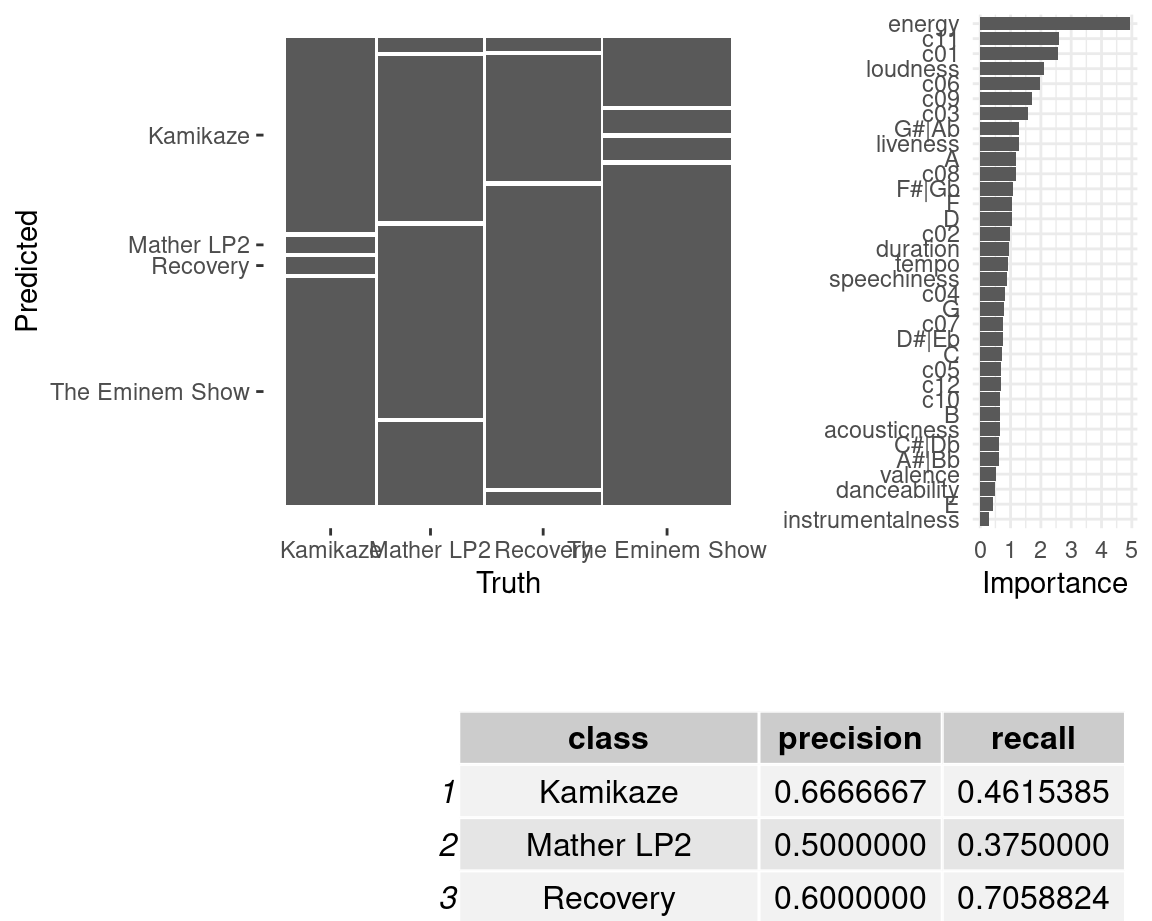 Predicted
Kamikaze
Mather LP2
Recovery
The Eminem Show
Kamikaze
Mather LP2
Recovery
The Eminem Show
Truth
energy
c11
c01
loudness
c06
c09
c03
G#|Ab
liveness
A
c08
F#|Gb
F
D
c02
duration
tempo
speechiness
c04
G
c07
D#|Eb
C
c05
c12
c10
B
acousticness
C#|Db
A#|Bb
valence
danceability
E
instrumentalness
0 1 2 3 4 5
Importance
class precision recall
1 Kamikaze 0.6666667 0.4615385
2 Mather LP2 0.5000000 0.3750000
3 Recovery 0.6000000 0.7058824